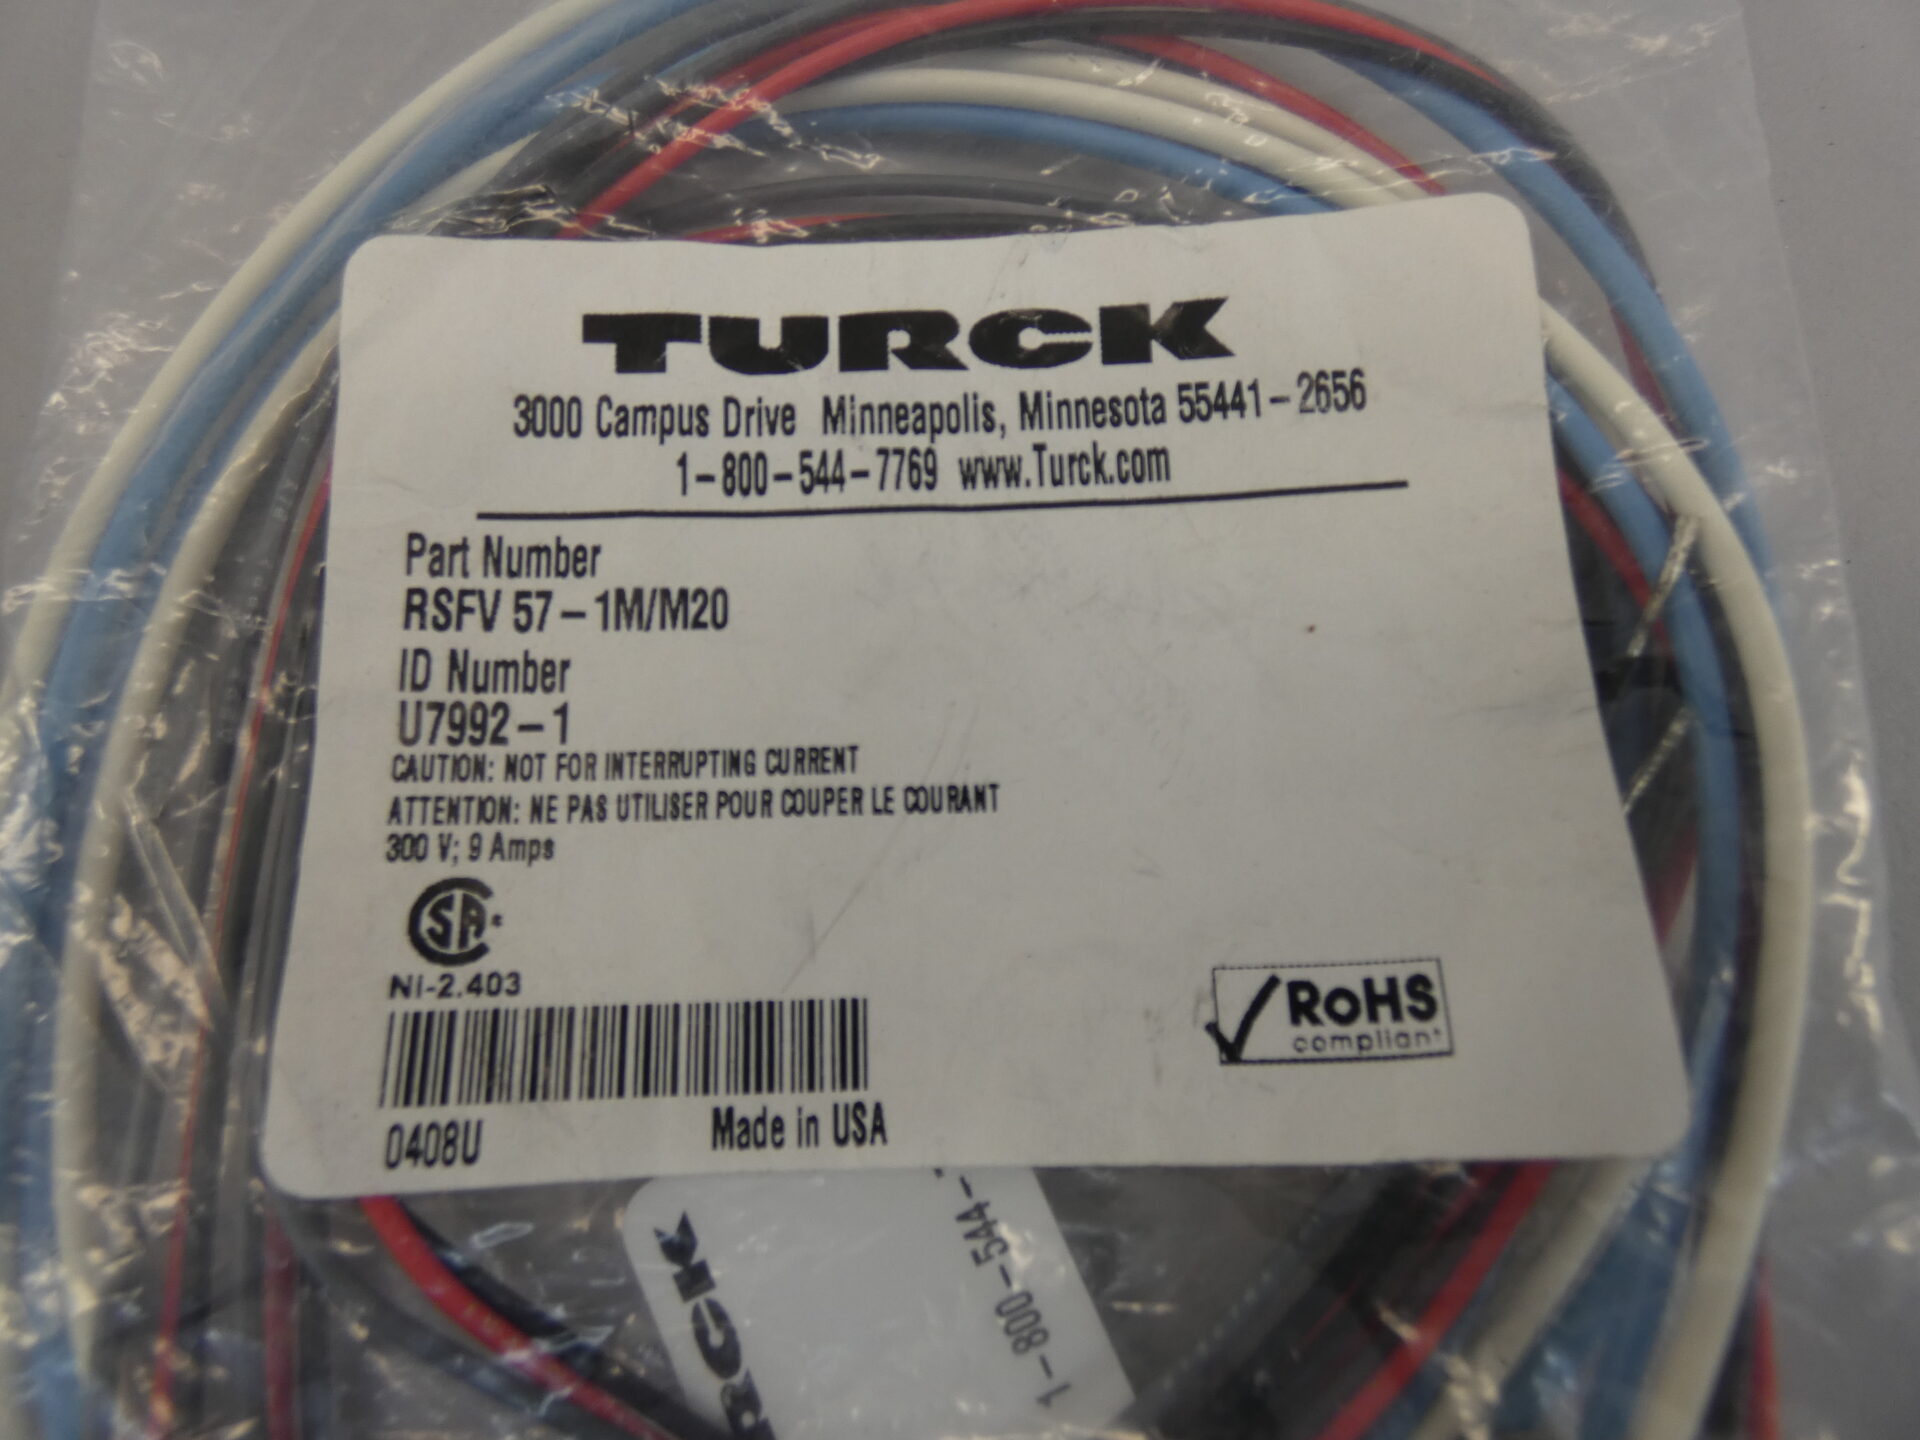 TURCK
3000 Campus Drive Minneapolis, Minnesota 55441-2656
1-800-544-7769 www.Turck.com
Part Number
RSFV 57-1M/M20
ID Number
U7992-1
CAUTION: NOT FOR INTERRUPTING CURRENT
ATTENTION: NE PAS UTILISER POUR COUPER LE COURANT
300 V; 9 Amps
CSA
NI-2.403
RoHS
compliant
0408U
Made in USA
RCK
1-800-544-